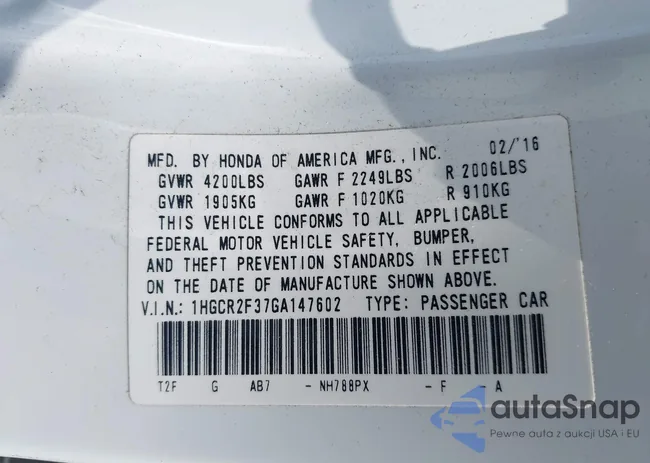 MFD. BY HONDA OF AMERICA MFG., INC. 02/'16
GVWR 4200LBS GAWR F 2249LBS R 2006LBS
GVWR 1905KG GAWR F 1020KG R 910KG
THIS VEHICLE CONFORMS TO ALL APPLICABLE
FEDERAL MOTOR VEHICLE SAFETY, BUMPER,
AND THEFT PREVENTION STANDARDS IN EFFECT
ON THE DATE OF MANUFACTURE SHOWN ABOVE.
V.I.N.: 1HGCR2F37GA147602 TYPE: PASSENGER CAR
T2F G AB7 - NH788PX - F - A
autaSnap
Pewne auta z aukcji USA i EU